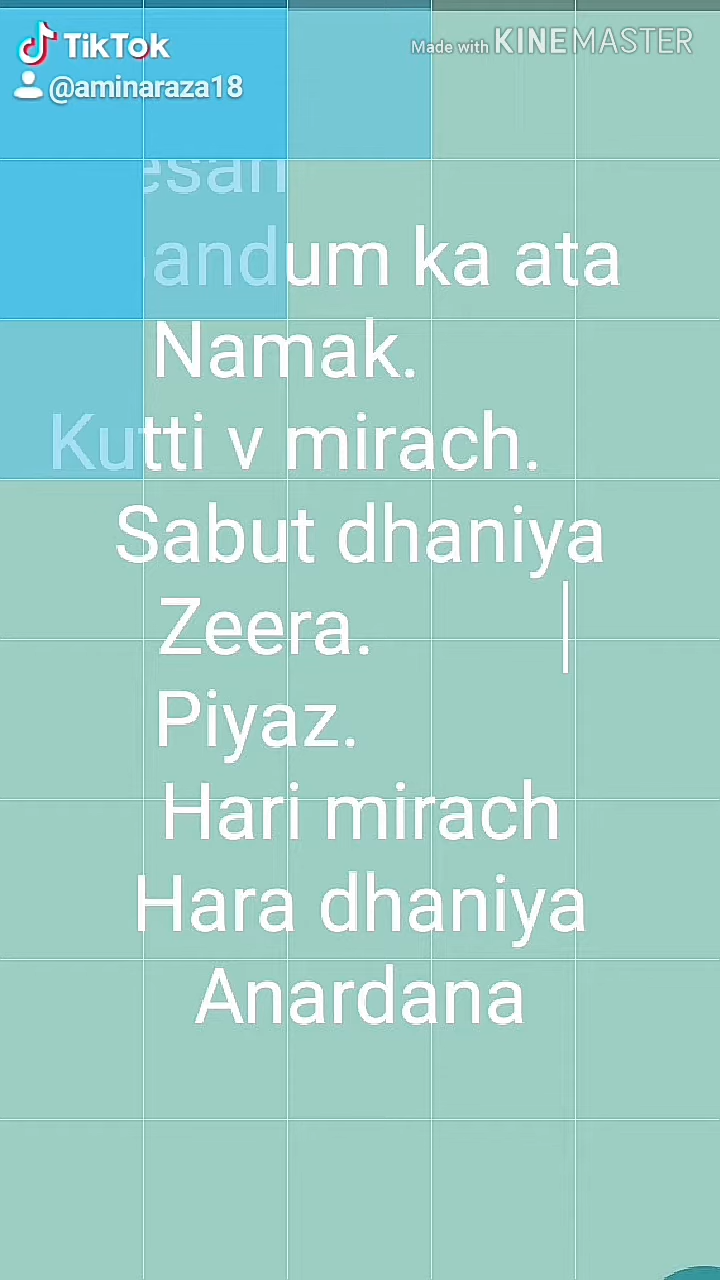 TikTok
@aminaraza18
Made with KINEMASTER
um ka ata
Namak.
Kutti v mirach.
Sabut dhaniya
Zeera.
Piyaz.
Hari mirach
Hara dhaniya
Anardana